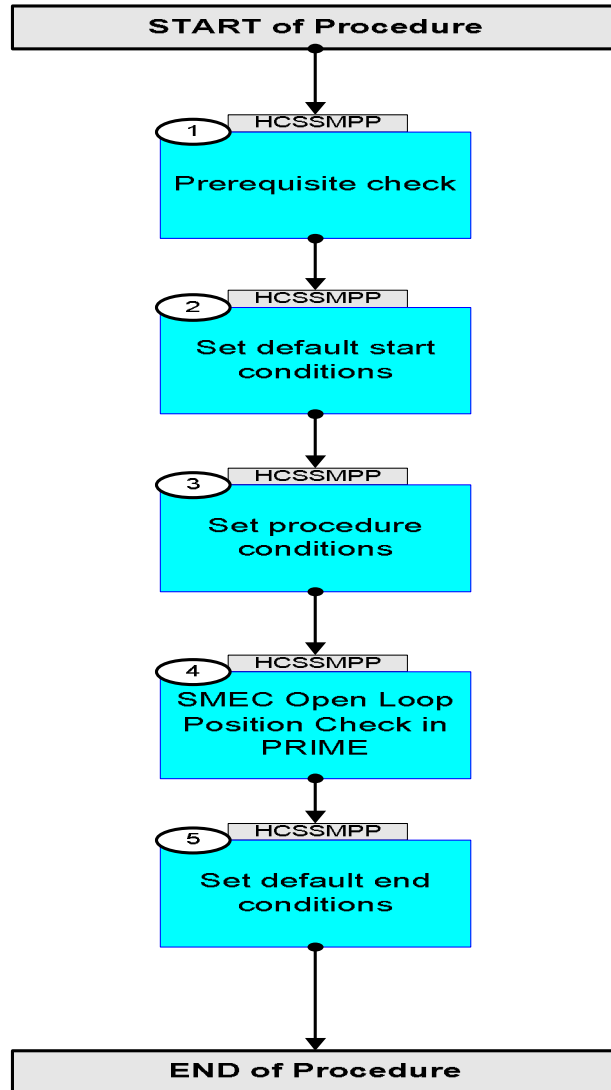 START of Procedure
HCSSMPP
1
Prerequisite check
HCSSMPP
2
Set default start
conditions
HCSSMPP
3
Set procedure
conditions
HCSSMPP
4
SMEC Open Loop
Position Check in
PRIME
HCSSMPP
5
Set default end
conditions
END of Procedure